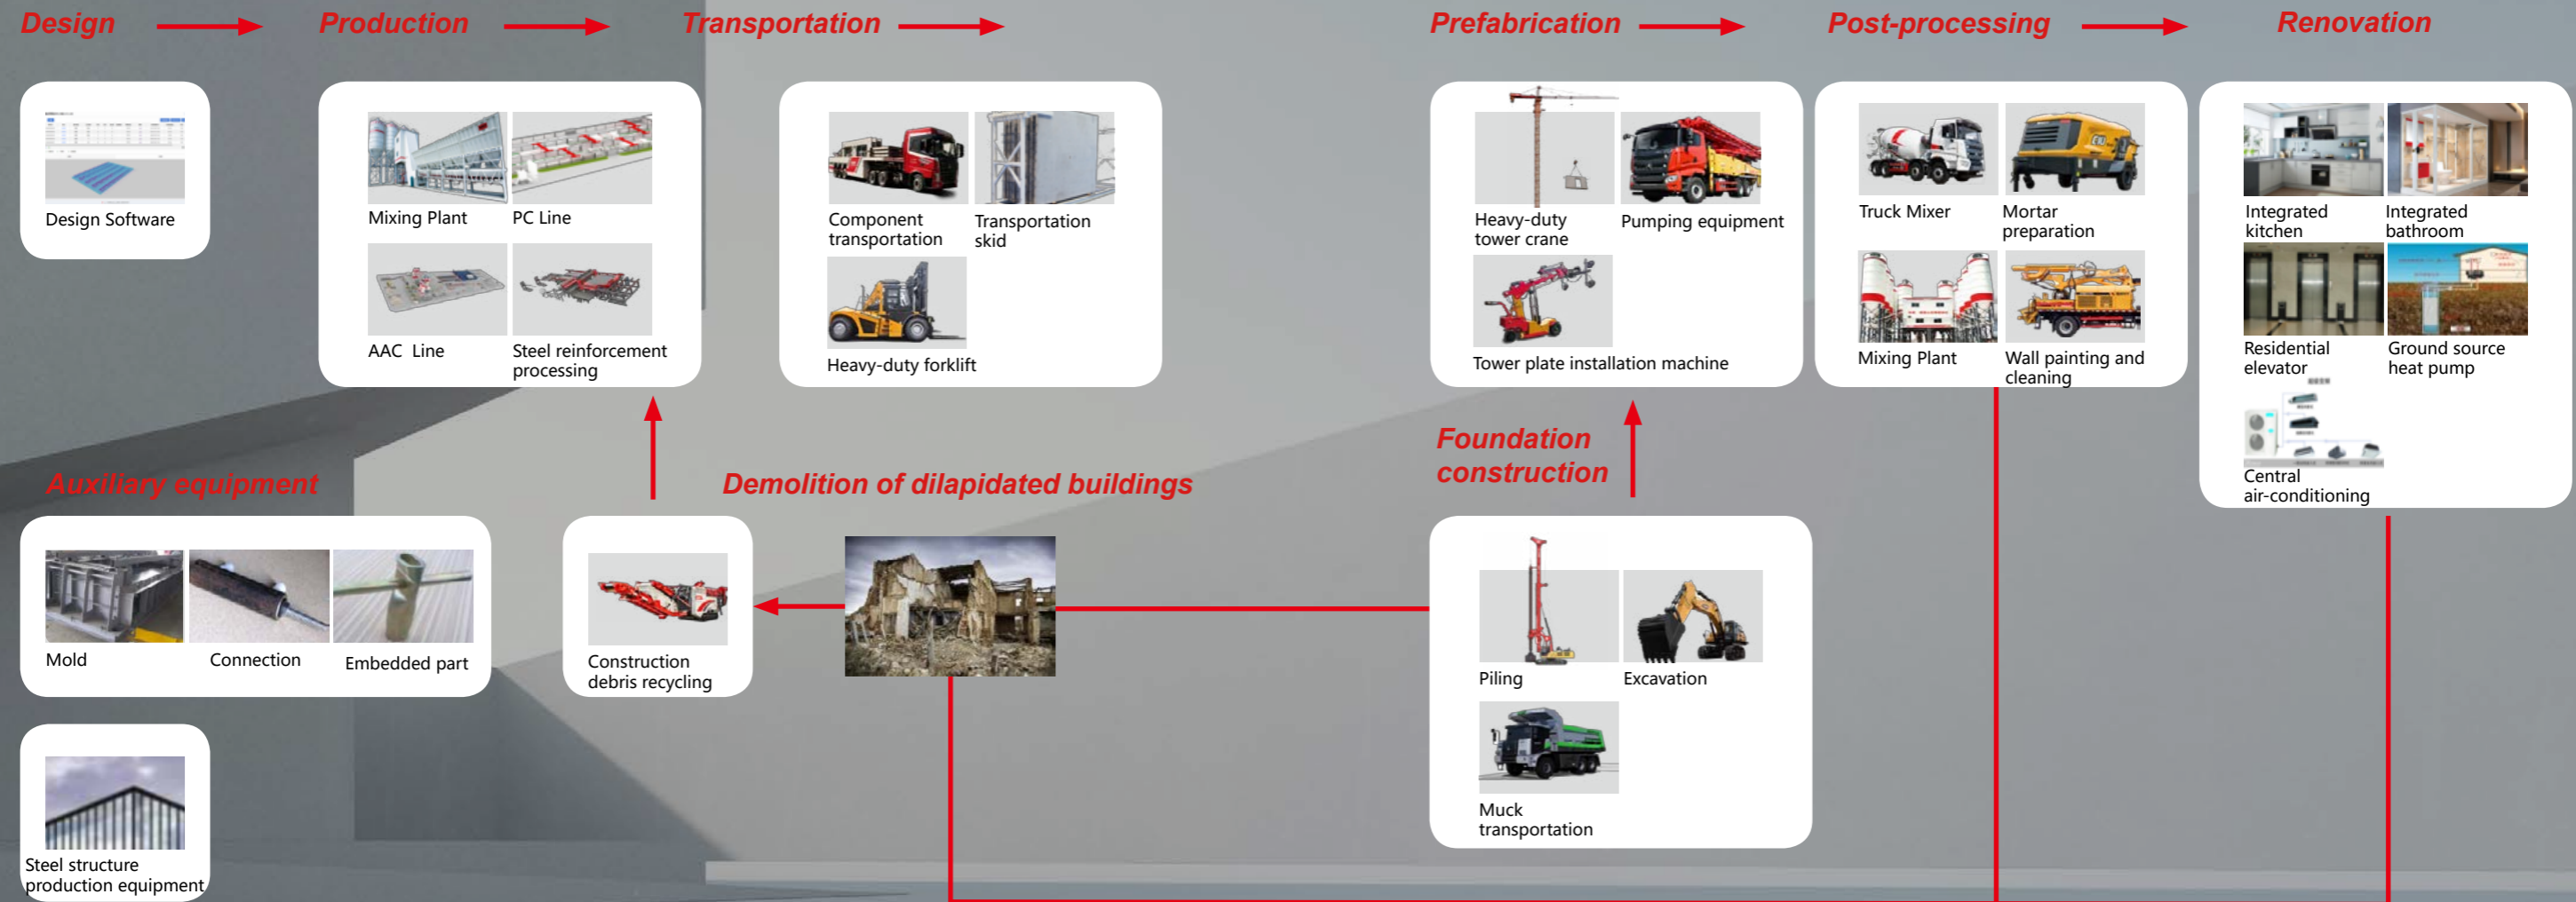 Design
Production
Transportation
Prefabrication
Post-processing
Renovation
Design Software
Mixing Plant
PC Line
AAC Line
Steel reinforcement
processing
Component
transportation
Transportation
skid
Heavy-duty forklift
Heavy-duty
tower crane
Pumping equipment
Tower plate installation machine
Truck Mixer
Mortar
preparation
Mixing Plant
Wall painting and
cleaning
Integrated
kitchen
Integrated
bathroom
Residential
elevator
Ground source
heat pump
Central
air-conditioning
Auxiliary equipment
Demolition of dilapidated buildings
Foundation
construction
Mold
Connection
Embedded part
Construction
debris recycling
Piling
Excavation
Muck
transportation
Steel structure
production equipment